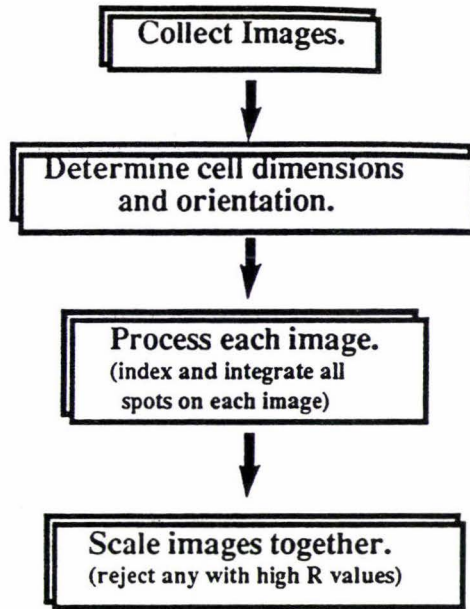 Collect Images.
Determine cell dimensions
and orientation.
Process each image.
(index and integrate all
spots on each image)
Scale images together.
(reject any with high R values)